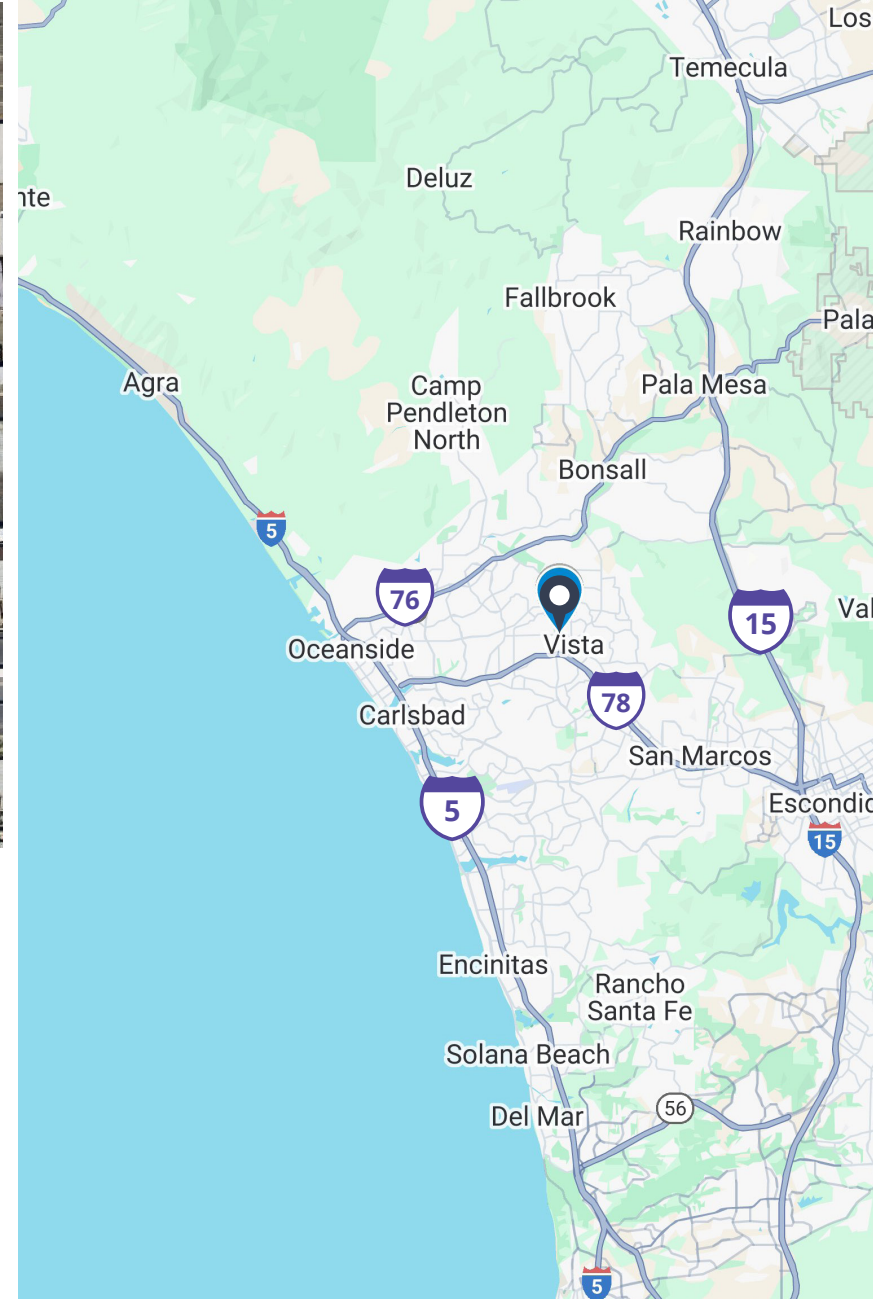 Los
Temecula
Deluz
nte
Rainbow
Fallbrook
Pala
Agra
Camp
Pendleton
North
Pala Mesa
Bonsall
5
76
15
Val
Vista
Oceanside
78
Carlsbad
San Marcos
5
Escondid
15
Encinitas
Rancho
Santa Fe
Solana Beach
56
Del Mar
5